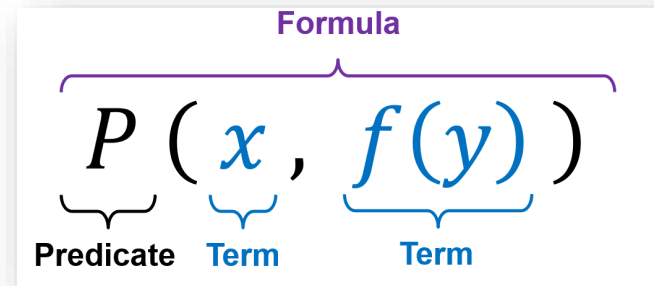 Formula
P ( x , f(y) )
Predicate Term Term